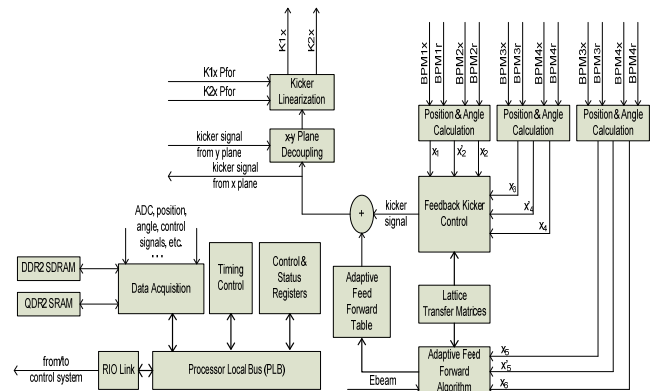 K1x
K2x
BPM1x
BPM1r
BPM2x
BPM2r
BPM3x
BPM3r
BPM4x
BPM4r
BPM3x
BPM3r
BPM4x
BPM4r
K1x Pfor
K2x Pfor
Kicker
Linearization
Position & Angle
Calculation
Position & Angle
Calculation
Position & Angle
Calculation
kicker signal
from y plane
x-y Plane
Decoupling
kicker signal
from x plane
x1
x'2
x2
x3
x'4
x4
Feedback Kicker
Control
kicker
signal
+
ADC, position,
angle, control
signals, etc.
...
DDR2 SDRAM
QDR2 SRAM
Data Acquisition
Timing
Control
Control &
Status
Registers
Adaptive
Feed
Forward
Table
Lattice
Transfer Matrices
from/to
control system
RIO Link
Processor Local Bus (PLB)
Ebeam
Adaptive Feed
Forward
Algorithm
x5
x'5
x6